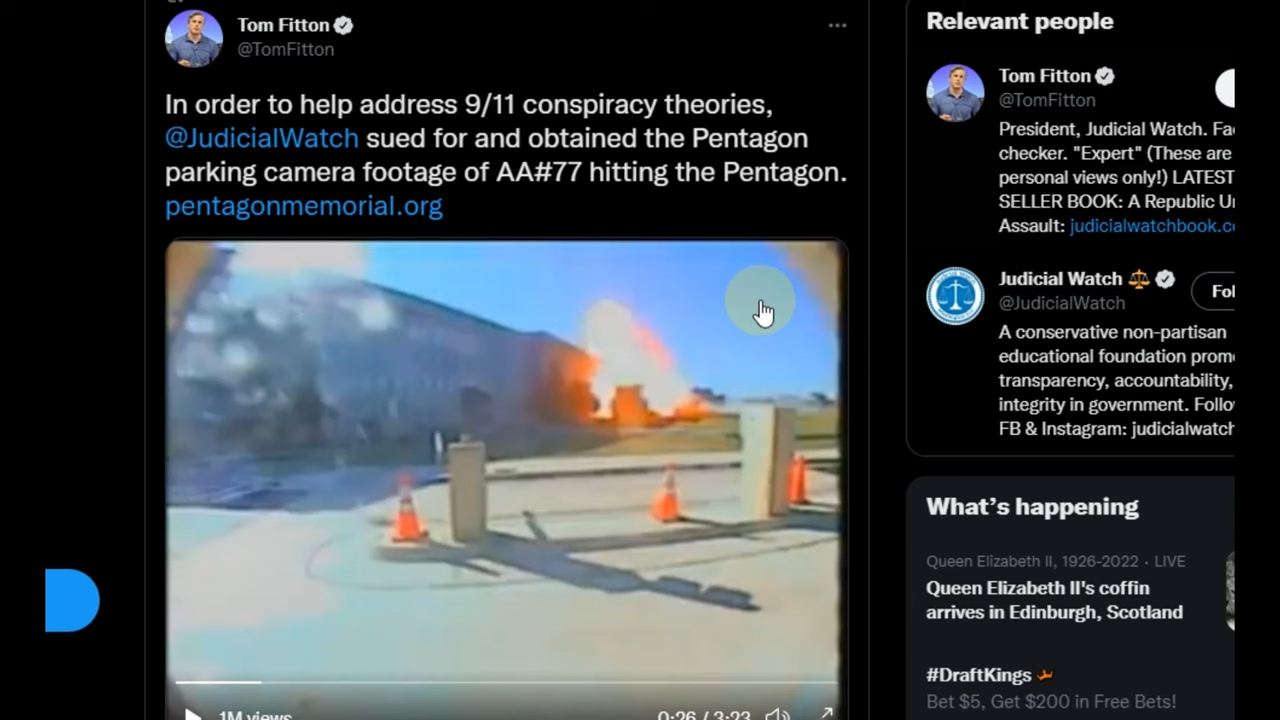 Tom Fitton
@TomFitton
In order to help address 9/11 conspiracy theories,
@JudicialWatch sued for and obtained the Pentagon
parking camera footage of AA#77 hitting the Pentagon.
pentagonmemorial.org
1M views
0:26 / 3:23
Relevant people
Tom Fitton
@TomFitton
President, Judicial Watch. Fac
checker. "Expert" (These are
personal views only!) LATEST
SELLER BOOK: A Republic Un
Assault: judicialwatchbook.co
Judicial Watch
@JudicialWatch
Fol
A conservative non-partisan
educational foundation promo
transparency, accountability,
integrity in government. Follow
FB & Instagram: judicialwatch
What's happening
Queen Elizabeth II, 1926-2022 · LIVE
Queen Elizabeth II's coffin
arrives in Edinburgh, Scotland
#DraftKings
Bet $5, Get $200 in Free Bets!